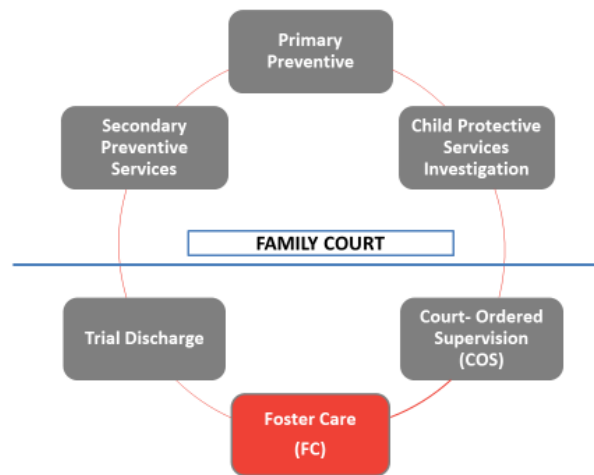 Primary
Preventive
Secondary
Preventive
Services
Child Protective
Services
Investigation
FAMILY COURT
Trial Discharge
Court- Ordered
Supervision
(COS)
Foster Care
(FC)